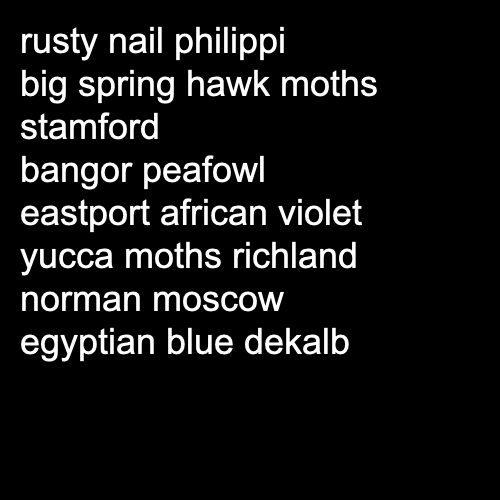 rusty nail philippi
big spring hawk moths
stamford
bangor peafowl
eastport african violet
yucca moths richland
norman moscow
egyptian blue dekalb